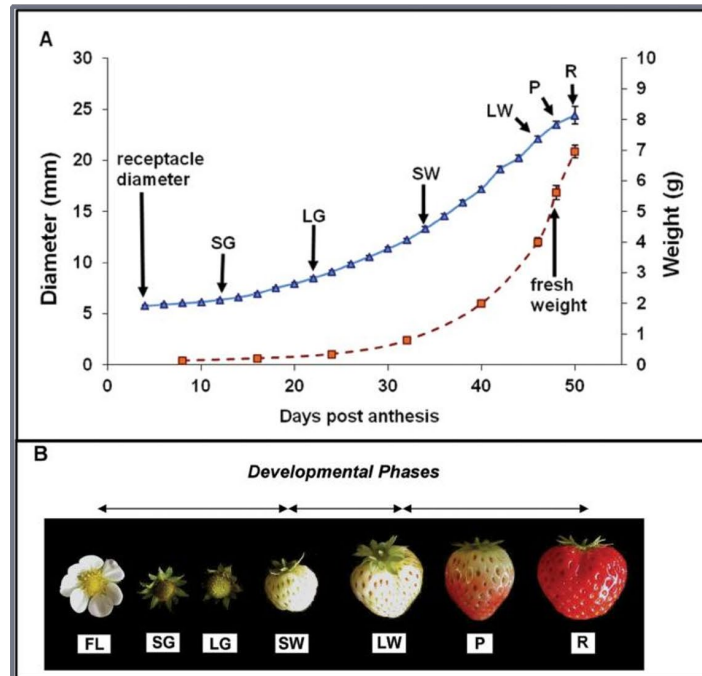 A
30
25
20
15
10
5
0
Diameter (mm)
10
9
8
7
6
5
4
3
2
1
0
Weight (g)
receptacle
diameter
SG
LG
SW
LW
P
R
fresh
weight
0
10
20
30
40
50
Days post anthesis
B
Developmental Phases
FL SG LG SW LW P R